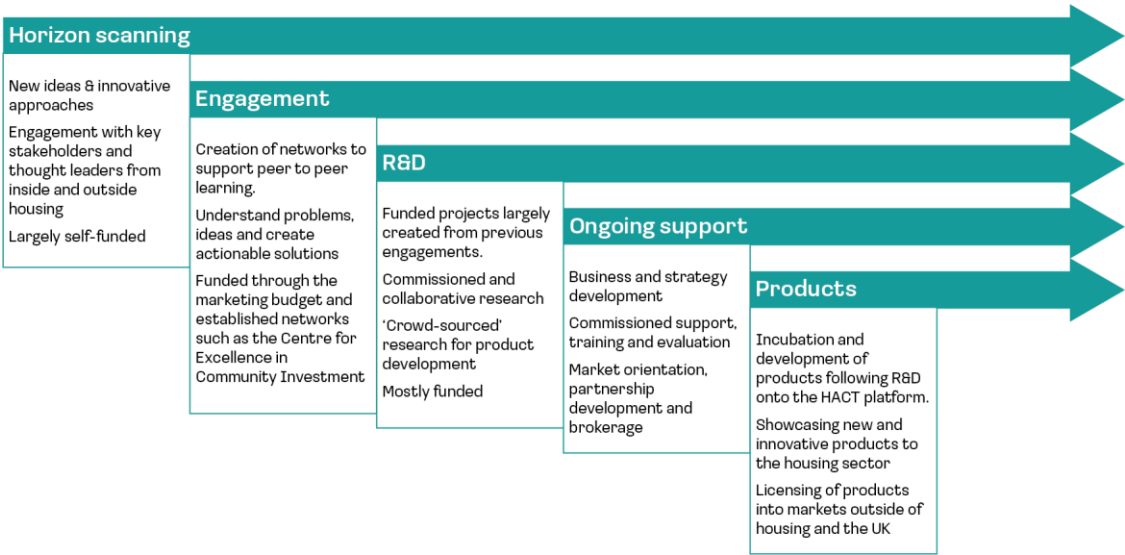 Horizon scanning
New ideas & innovative
approaches
Engagement with key
stakeholders and
thought leaders from
inside and outside
housing
Largely self-funded
Engagement
Creation of networks to
support peer to peer
learning.
Understand problems,
ideas and create
actionable solutions
Funded through the
marketing budget and
established networks
such as the Centre for
Excellence in
Community Investment
R&D
Funded projects largely
created from previous
engagements.
Commissioned and
collaborative research
‘Crowd-sourced’
research for product
development
Mostly funded
Ongoing support
Business and strategy
development
Commissioned support,
training and evaluation
Market orientation,
partnership
development and
brokerage
Products
Incubation and
development of
products following R&D
onto the HACT platform.
Showcasing new and
innovative products to
the housing sector
Licensing of products
into markets outside of
housing and the UK